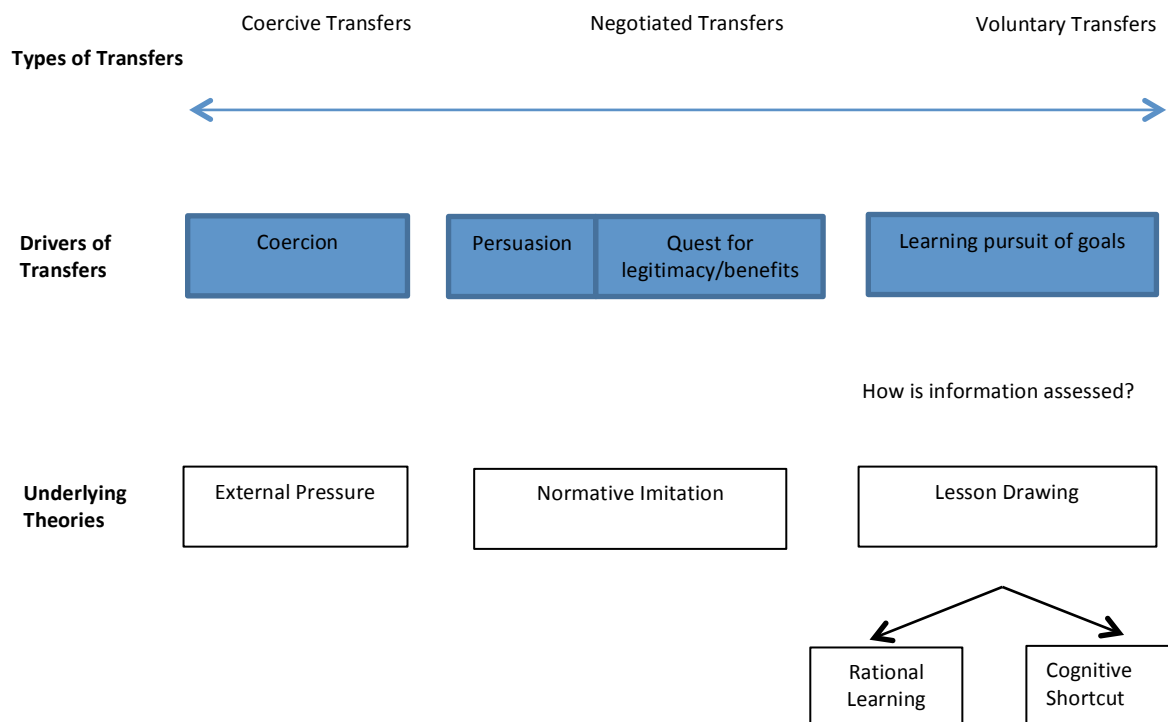 Coercive Transfers
Negotiated Transfers
Voluntary Transfers
Types of Transfers
Drivers of
Transfers
Coercion
Persuasion
Quest for
legitimacy/benefits
Learning pursuit of goals
How is information assessed?
Underlying
Theories
External Pressure
Normative Imitation
Lesson Drawing
Rational
Learning
Cognitive
Shortcut